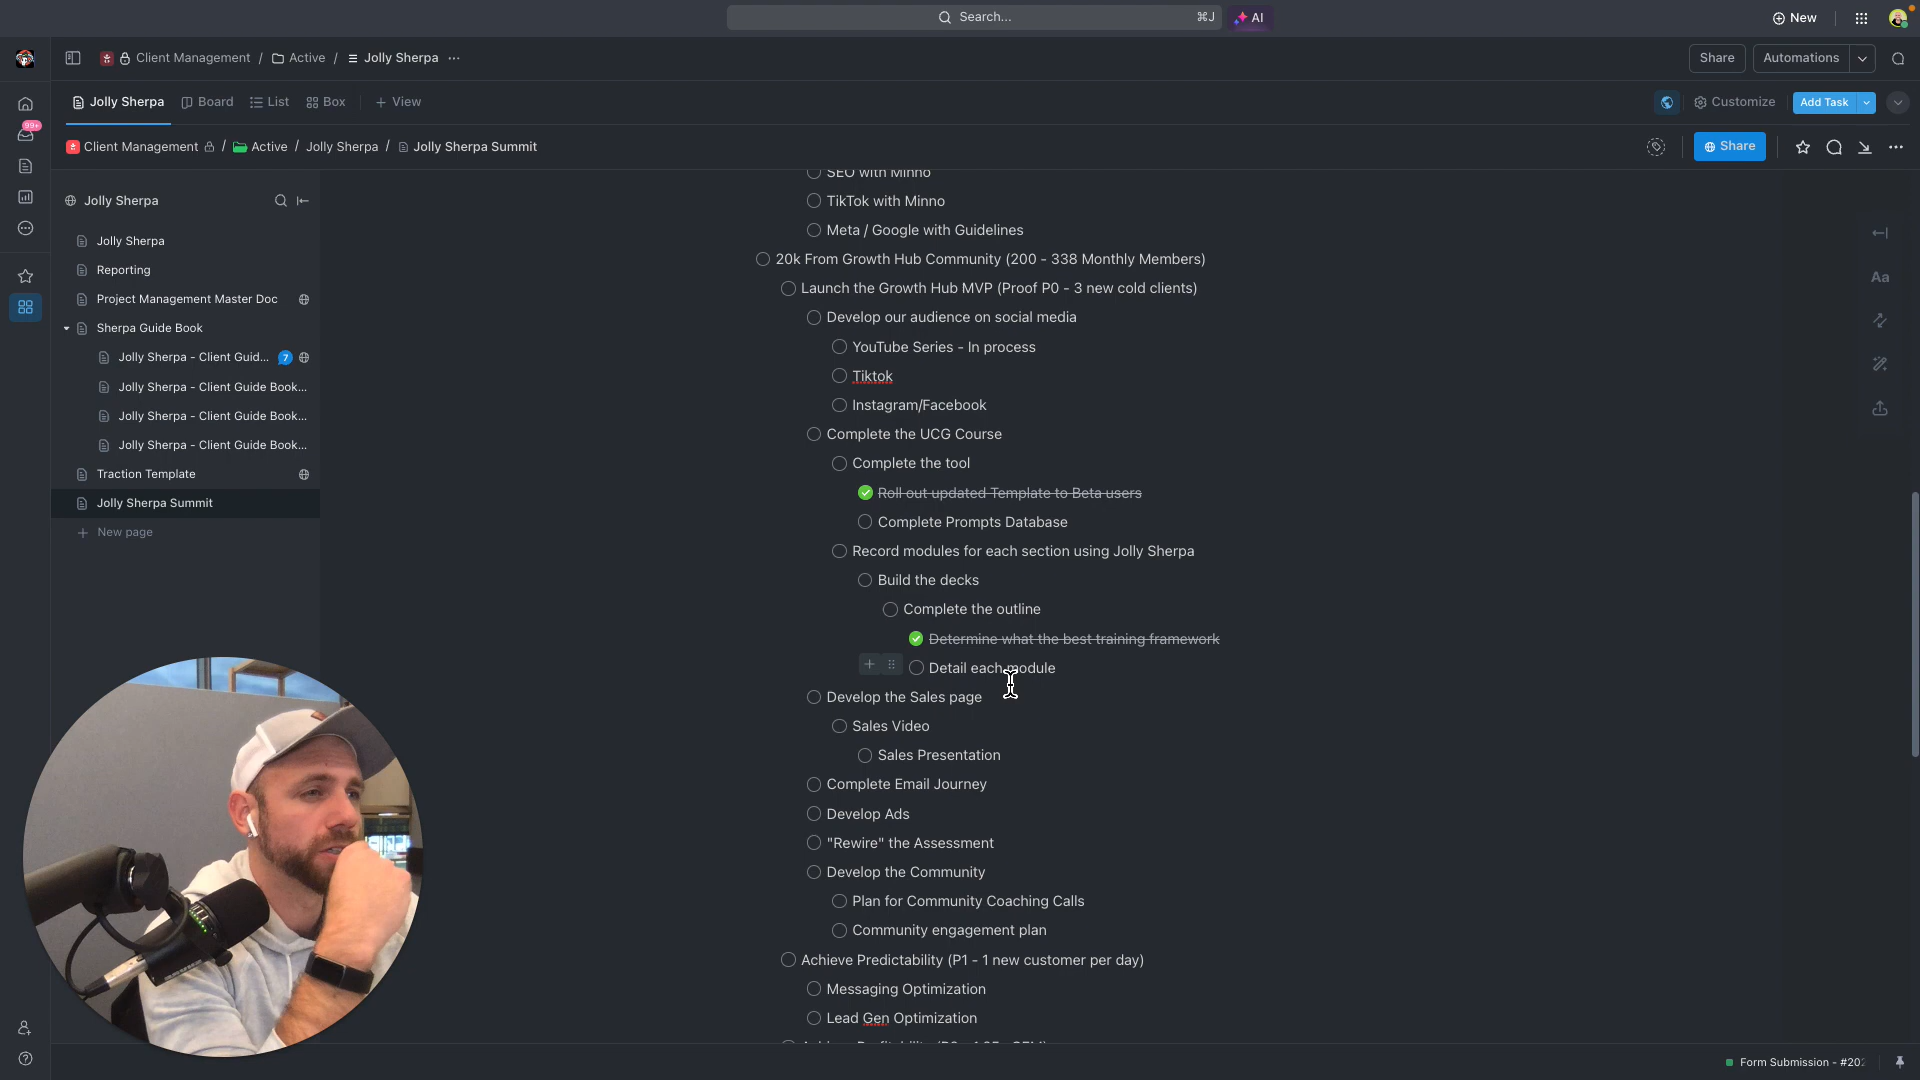 Search...
⌘J
AI
New
Client Management / Active / Jolly Sherpa ...
Share
Automations
Jolly Sherpa
Board
List
Box
+ View
Customize
Add Task
Client Management / Active / Jolly Sherpa / Jolly Sherpa Summit
Share
99+
Jolly Sherpa
Jolly Sherpa
Reporting
Project Management Master Doc
Sherpa Guide Book
Jolly Sherpa - Client Guid... 7
Jolly Sherpa - Client Guide Book...
Jolly Sherpa - Client Guide Book...
Jolly Sherpa - Client Guide Book...
Traction Template
Jolly Sherpa Summit
+ New page
SEO with Minno
TikTok with Minno
Meta / Google with Guidelines
20k From Growth Hub Community (200 - 338 Monthly Members)
Launch the Growth Hub MVP (Proof P0 - 3 new cold clients)
Develop our audience on social media
YouTube Series - In process
Tiktok
Instagram/Facebook
Complete the UCG Course
Complete the tool
Roll out updated Template to Beta users
Complete Prompts Database
Record modules for each section using Jolly Sherpa
Build the decks
Complete the outline
Determine what the best training framework
Detail each module
Develop the Sales page
Sales Video
Sales Presentation
Complete Email Journey
Develop Ads
"Rewire" the Assessment
Develop the Community
Plan for Community Coaching Calls
Community engagement plan
Achieve Predictability (P1 - 1 new customer per day)
Messaging Optimization
Lead Gen Optimization
Aa
Form Submission - #202